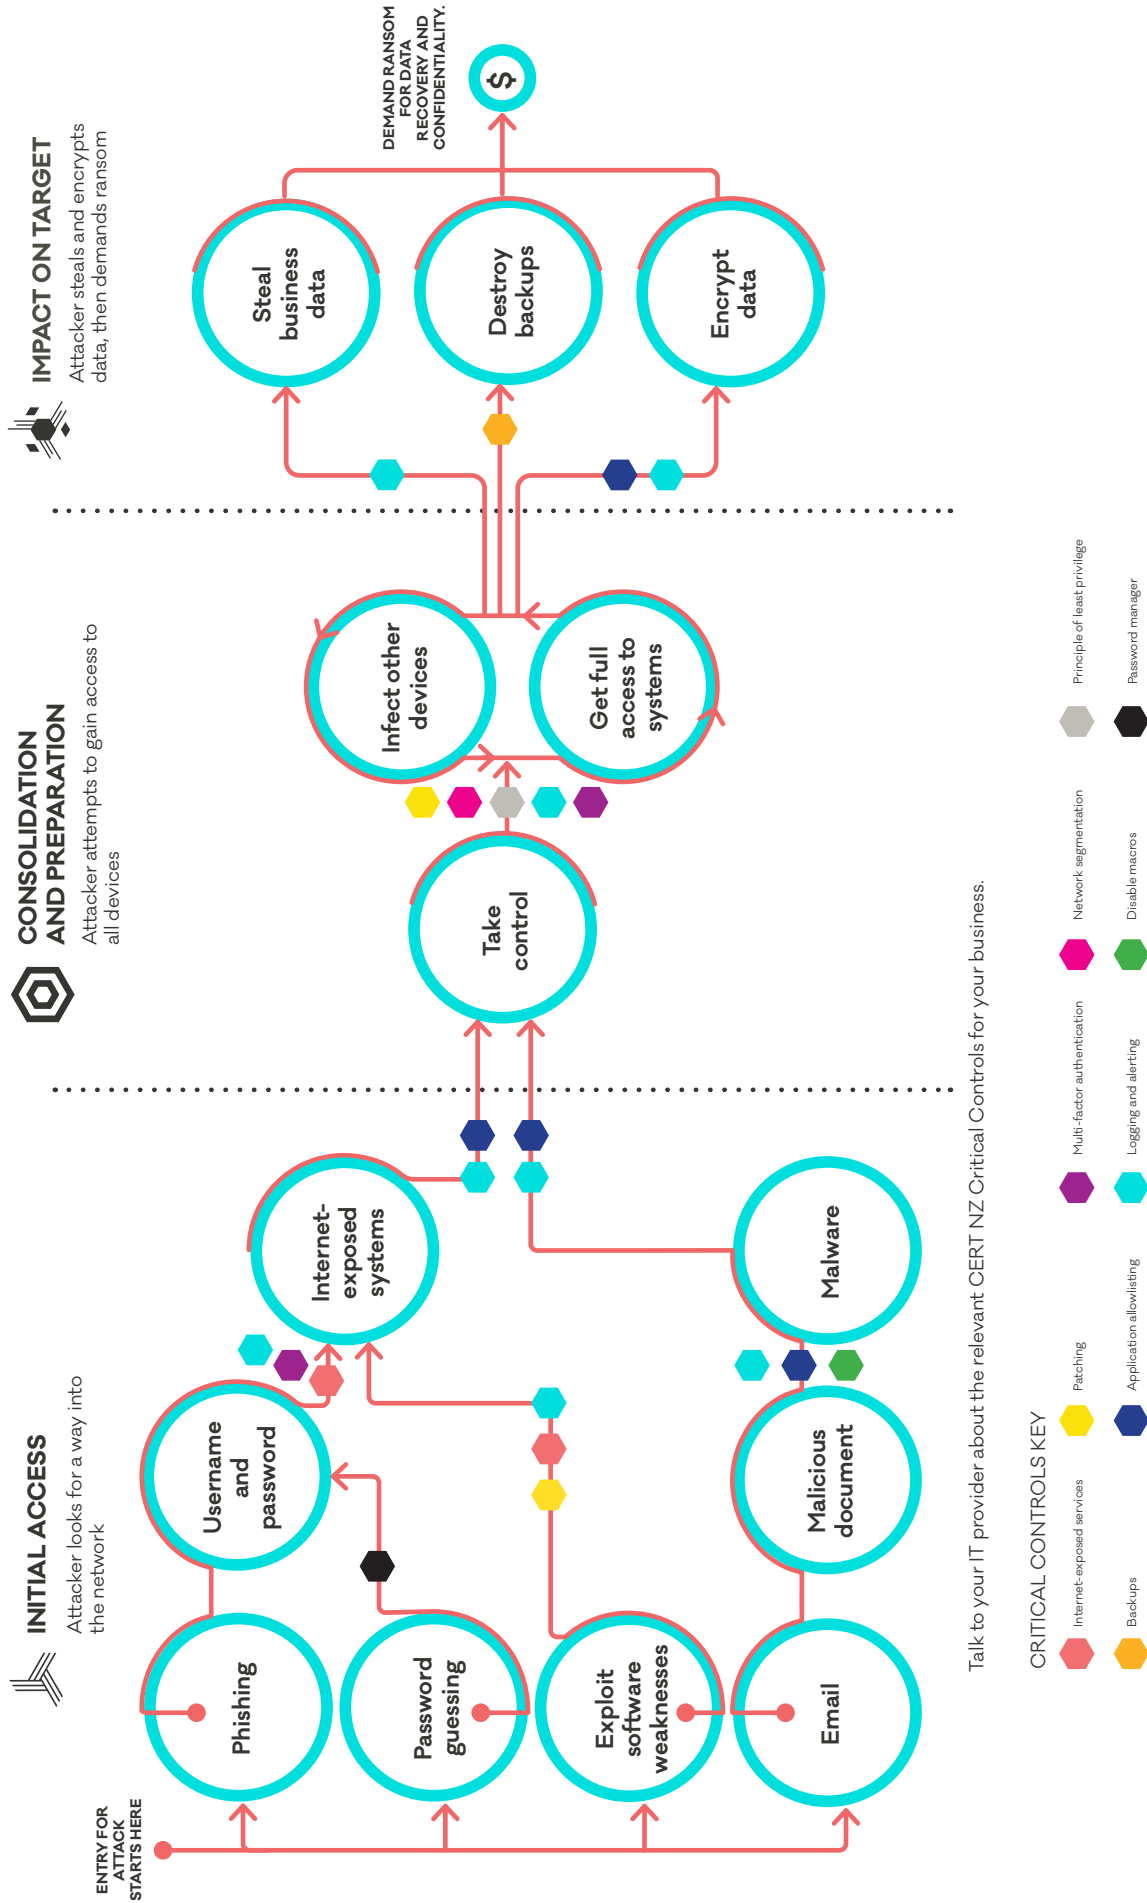 INITIAL ACCESS
Attacker looks for a way into
the network
CONSOLIDATION
AND PREPARATION
Attacker attempts to gain access to
all devices
IMPACT ON TARGET
Attacker steals and encrypts
data, then demands ransom
ENTRY FOR
ATTACK
STARTS HERE
Phishing
Password
guessing
Exploit
software
weaknesses
Email
Username
and
password
Malicious
document
Internet-
exposed
systems
Malware
Take
control
Infect other
devices
Get full
access to
systems
Steal
business
data
Destroy
backups
Encrypt
data
DEMAND RANSOM
FOR DATA
RECOVERY AND
CONFIDENTIALITY.
$
Talk to your IT provider about the relevant CERT NZ Critical Controls for your business.
CRITICAL CONTROLS KEY
Internet-exposed services
Patching
Multi-factor authentication
Network segmentation
Principle of least privilege
Backups
Application allowlisting
Logging and alerting
Disable macros
Password manager